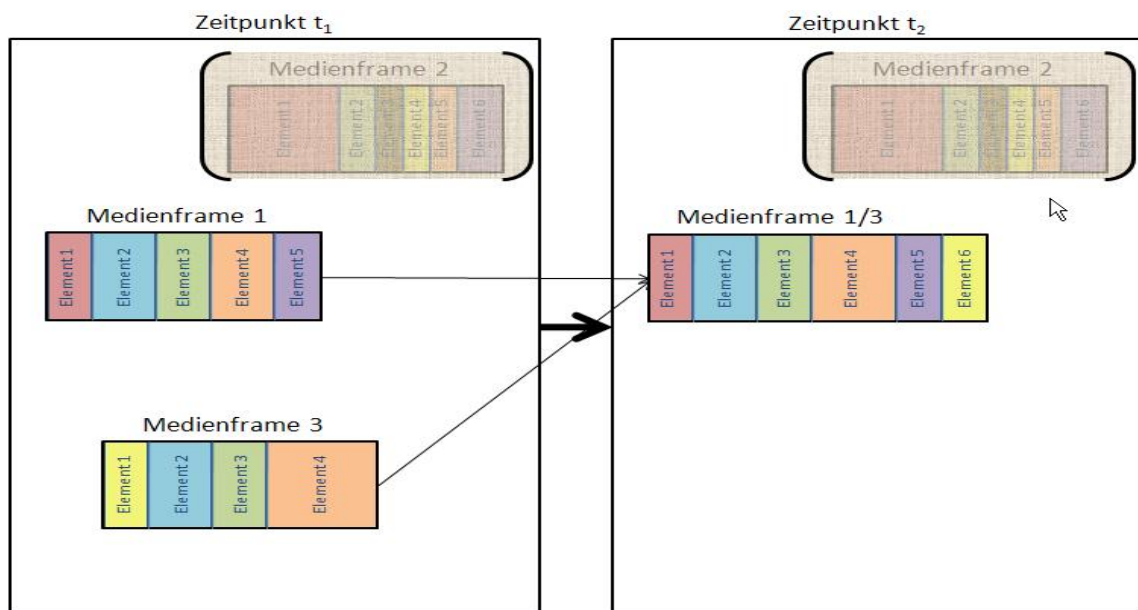 Zeitpunkt t₁
Medienframe 2
Element1 Element2 Element4 Element5 Element6
Medienframe 1
Element1 Element2 Element3 Element4 Element5
Medienframe 3
Element1 Element2 Element3 Element4
Zeitpunkt t₂
Medienframe 2
Element1 Element2 Element4 Element5 Element6
Medienframe 1/3
Element1 Element2 Element3 Element4 Element5 Element6